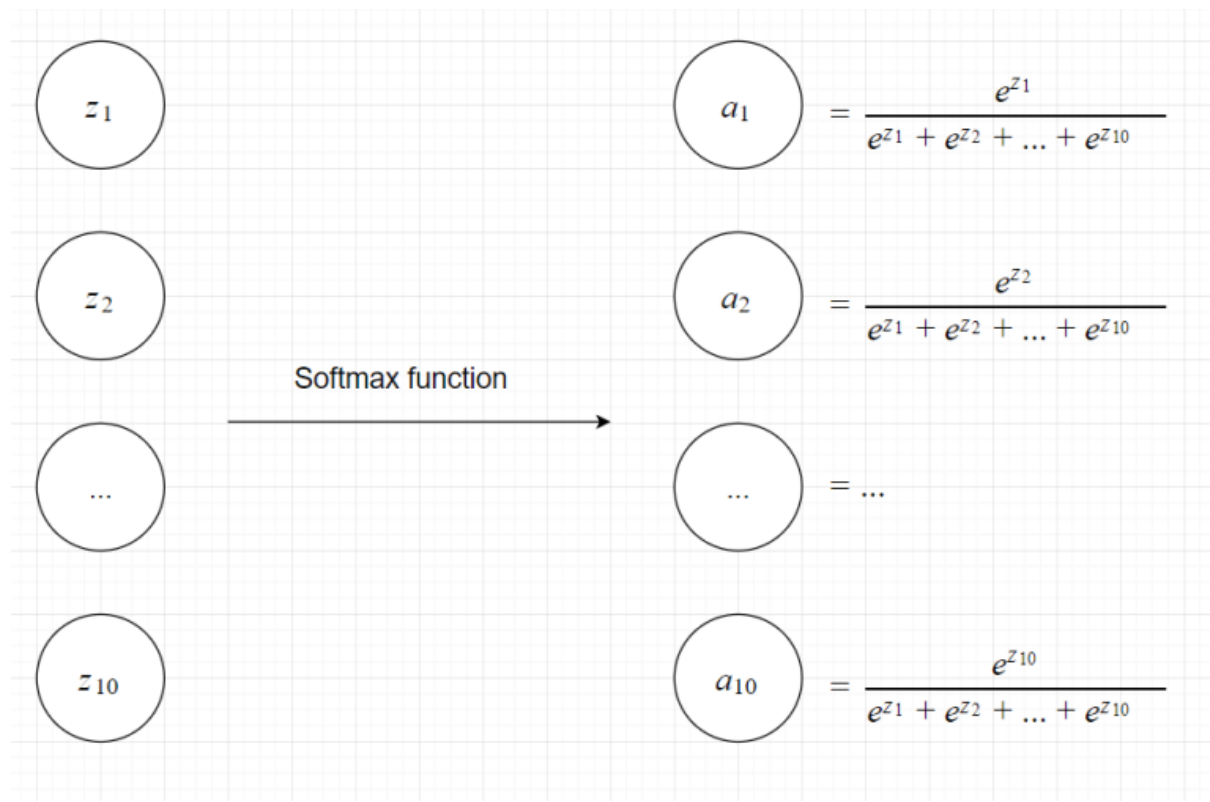 z1
a1 = e^z1 / (e^z1 + e^z2 + ... + e^z10)
z2
a2 = e^z2 / (e^z1 + e^z2 + ... + e^z10)
Softmax function
...
... = ...
z10
a10 = e^z10 / (e^z1 + e^z2 + ... + e^z10)